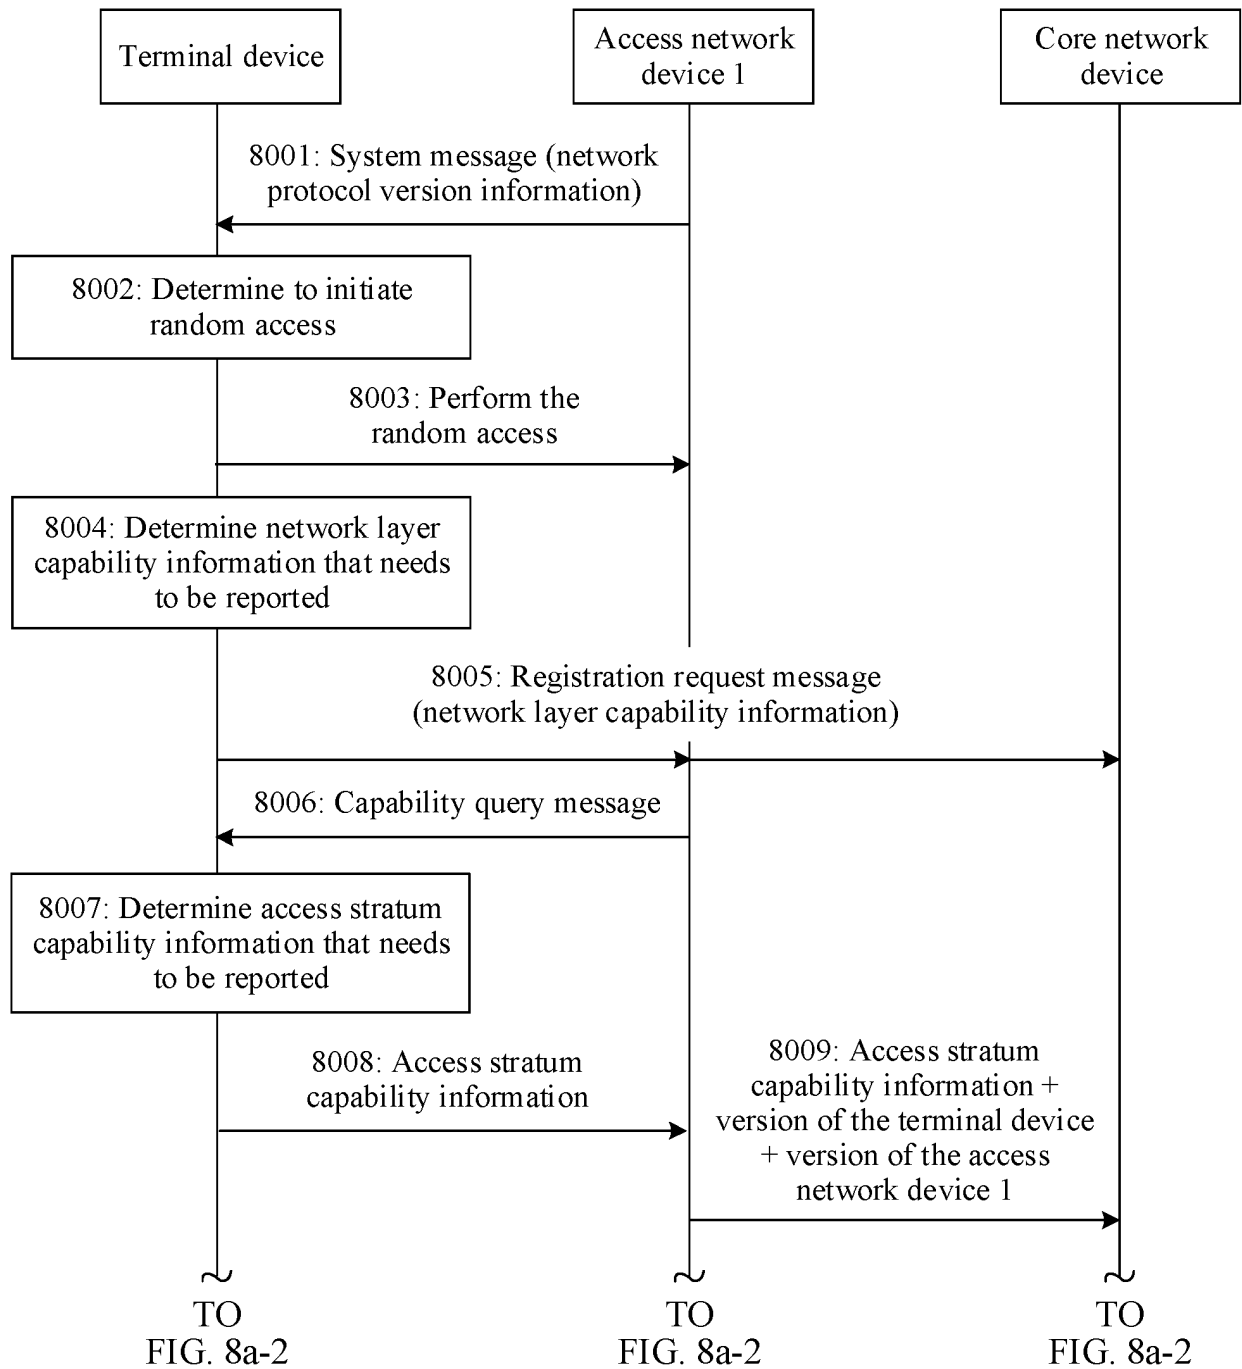 Terminal device
Access network
device 1
Core network
device
8001: System message (network
protocol version information)
8002: Determine to initiate
random access
8003: Perform the
random access
8004: Determine network layer
capability information that needs
to be reported
8005: Registration request message
(network layer capability information)
8006: Capability query message
8007: Determine access stratum
capability information that needs
to be reported
8008: Access stratum
capability information
8009: Access stratum
capability information +
version of the terminal device
+ version of the access
network device 1
TO
FIG. 8a-2
TO
FIG. 8a-2
TO
FIG. 8a-2